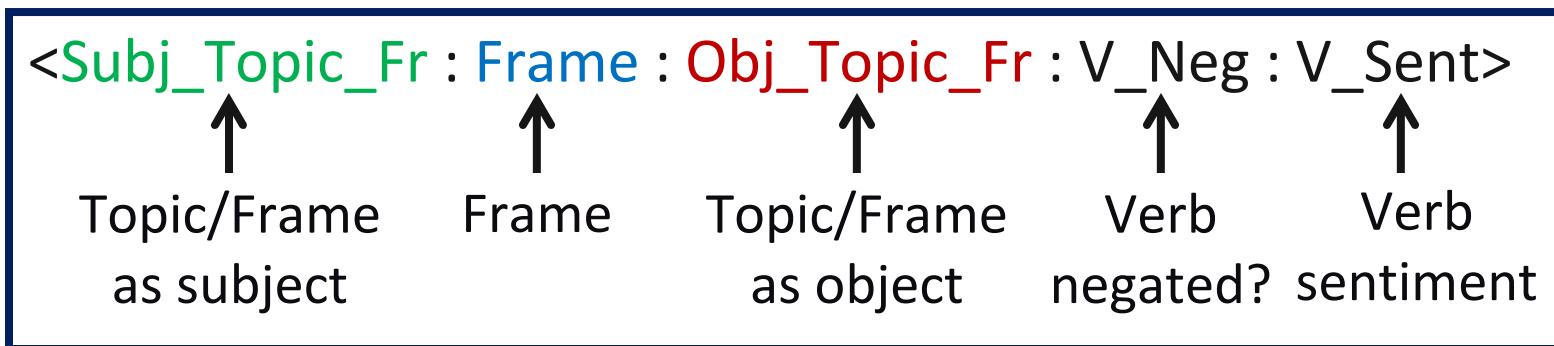 <Subj_Topic_Fr : Frame : Obj_Topic_Fr : V_Neg : V_Sent>
Topic/Frame Frame Topic/Frame Verb Verb
as subject as object negated? sentiment